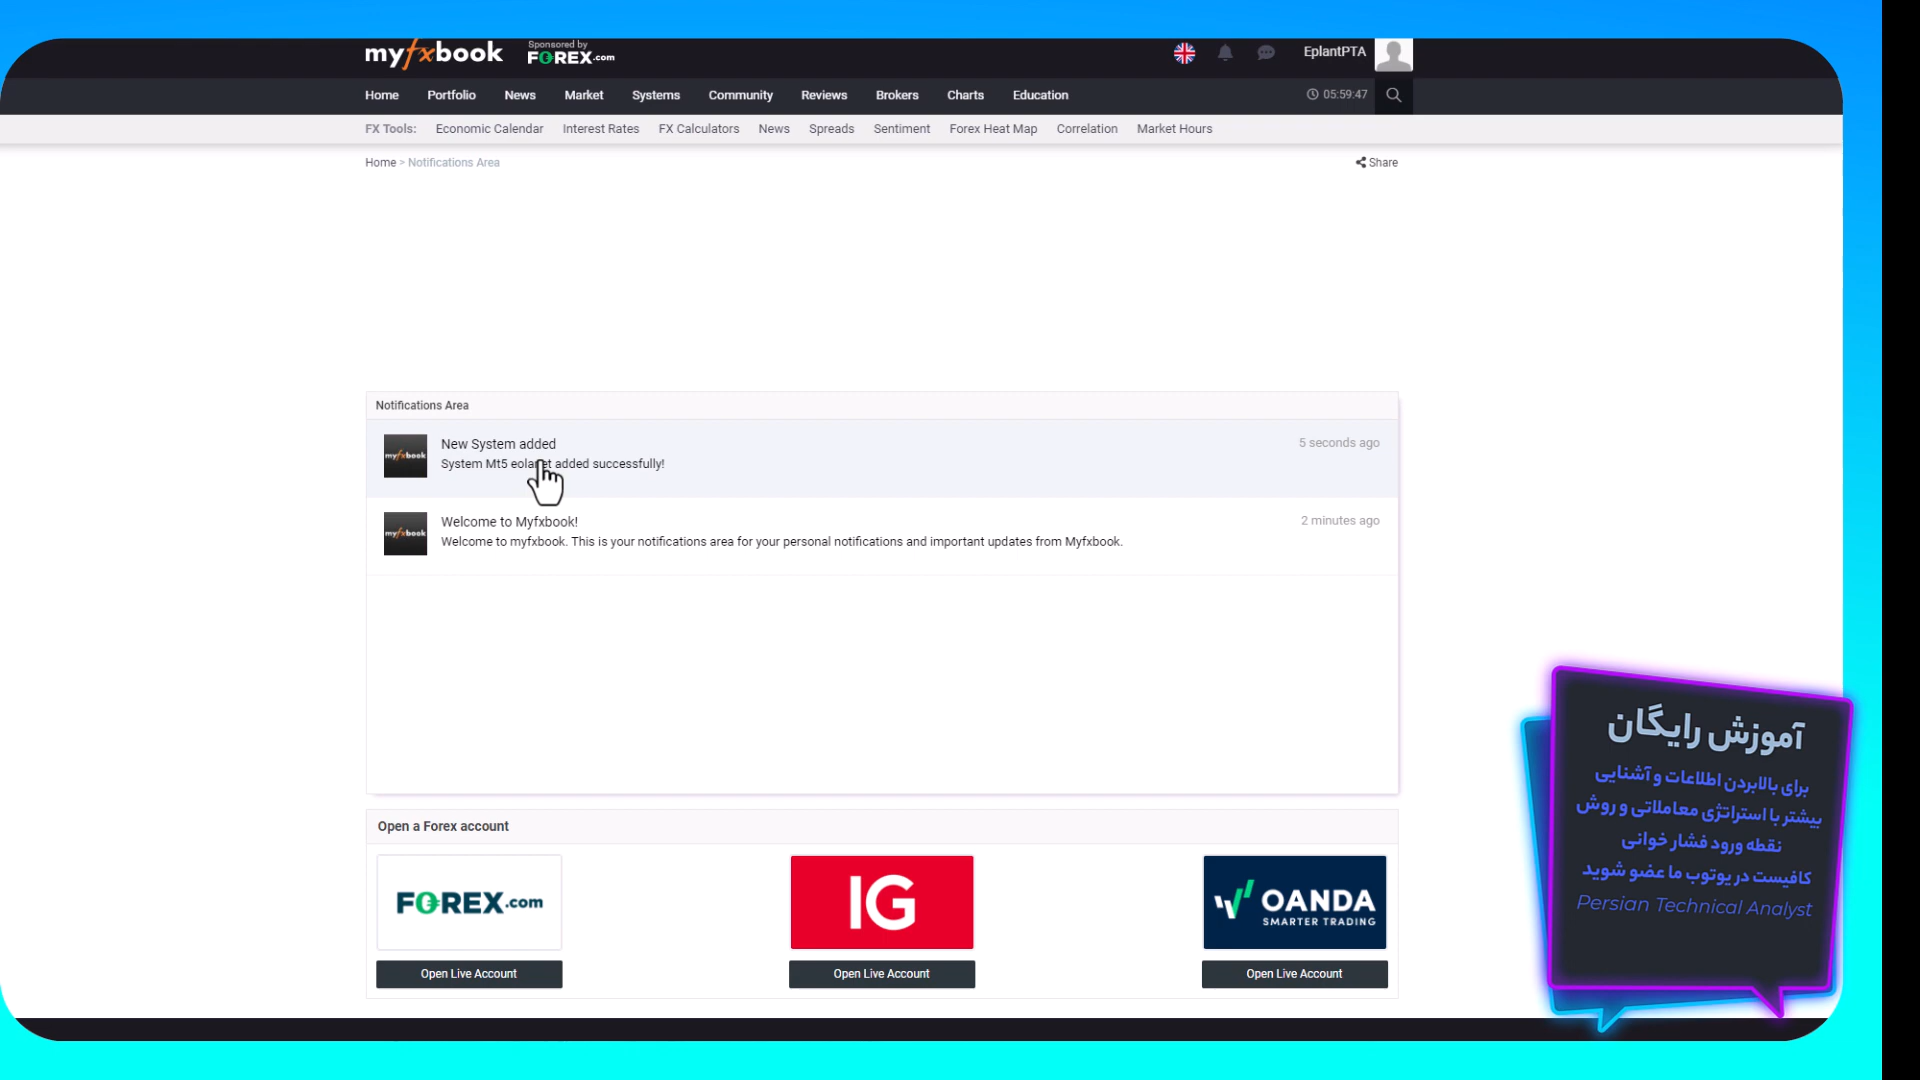 myfxbook
Sponsored by
FOREX.com
EplantPTA
Home Portfolio News Market Systems Community Reviews Brokers Charts Education
05:59:47
FX Tools: Economic Calendar Interest Rates FX Calculators News Spreads Sentiment Forex Heat Map Correlation Market Hours
Home > Notifications Area
Share
Notifications Area
myfxbook
New System added
5 seconds ago
System Mt5 added successfully!
myfxbook
Welcome to Myfxbook!
2 minutes ago
Welcome to myfxbook. This is your notifications area for your personal notifications and important updates from Myfxbook.
Open a Forex account
FOREX.com
IG
OANDA
SMARTER TRADING
Open Live Account
Open Live Account
Open Live Account
آموزش رایگان
برای بالابردن اطلاعات و آشنایی
بیشتر با استراتژی معاملاتی و روش
نقطه ورود فشار خوانی
کافیست در یوتوب ما عضو شوید
Persian Technical Analyst